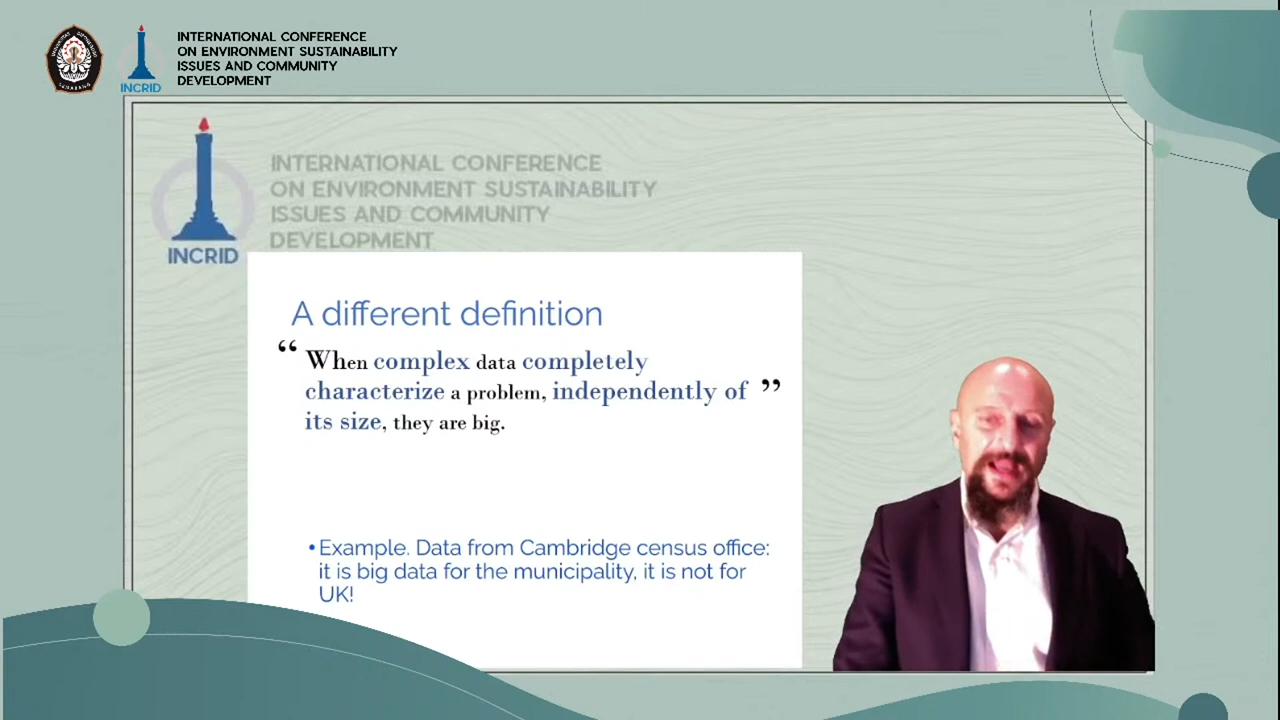 INTERNATIONAL CONFERENCE
ON ENVIRONMENT SUSTAINABILITY
ISSUES AND COMMUNITY
DEVELOPMENT
INCRID
INTERNATIONAL CONFERENCE
ON ENVIRONMENT SUSTAINABILITY
ISSUES AND COMMUNITY
DEVELOPMENT
INCRID
A different definition
“ When complex data completely
characterize a problem, independently of ”
its size, they are big.
• Example. Data from Cambridge census office:
it is big data for the municipality, it is not for
UK!